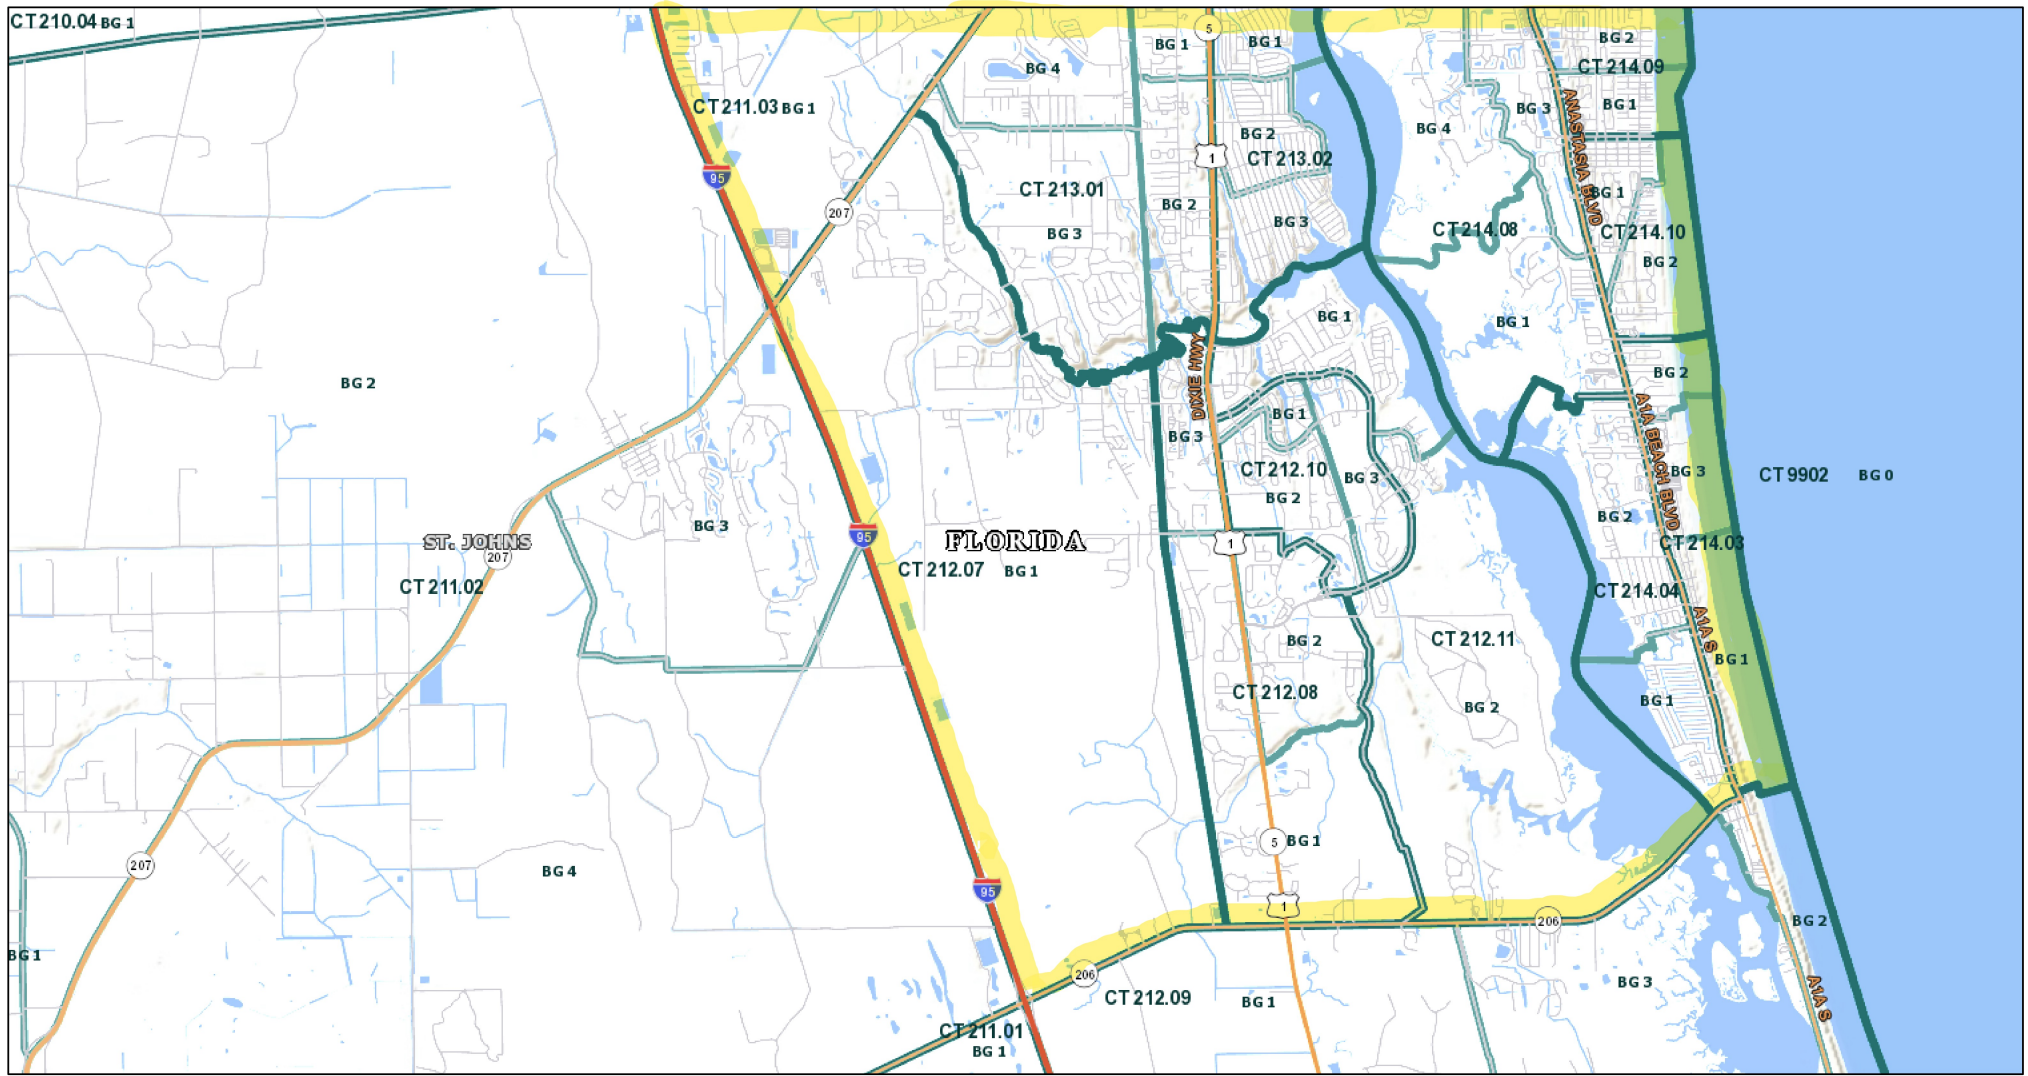 CT 210.04 BG 1
5
BG 1
BG 1
BG 2
BG 4
CT 214.09
CT 211.03 BG 1
BG 3
BG 1
BG 4
BG 2
ANASTASIA BLVD
1
CT 213.02
95
CT 213.01
BG 1
207
BG 2
BG 3
CT 214.08
CT 214.10
BG 3
BG 2
BG 1
BG 1
DIXIE HWY
BG 2
BG 2
BG 1
A1A BEACH BLVD
BG 3
CT 212.10
BG 3
BG 3
CT 9902 BG 0
BG 2
BG 3
BG 2
95
FLORIDA
1
CT 214.03
ST. JOHNS
207
CT 212.07 BG 1
CT 211.02
CT 214.04
BG 2
CT 212.11
A1A S
BG 1
CT 212.08
BG 2
BG 1
5
BG 1
207
BG 4
95
1
206
BG 2
BG 1
206
BG 3
CT 212.09
BG 1
A1A S
CT 211.01
BG 1